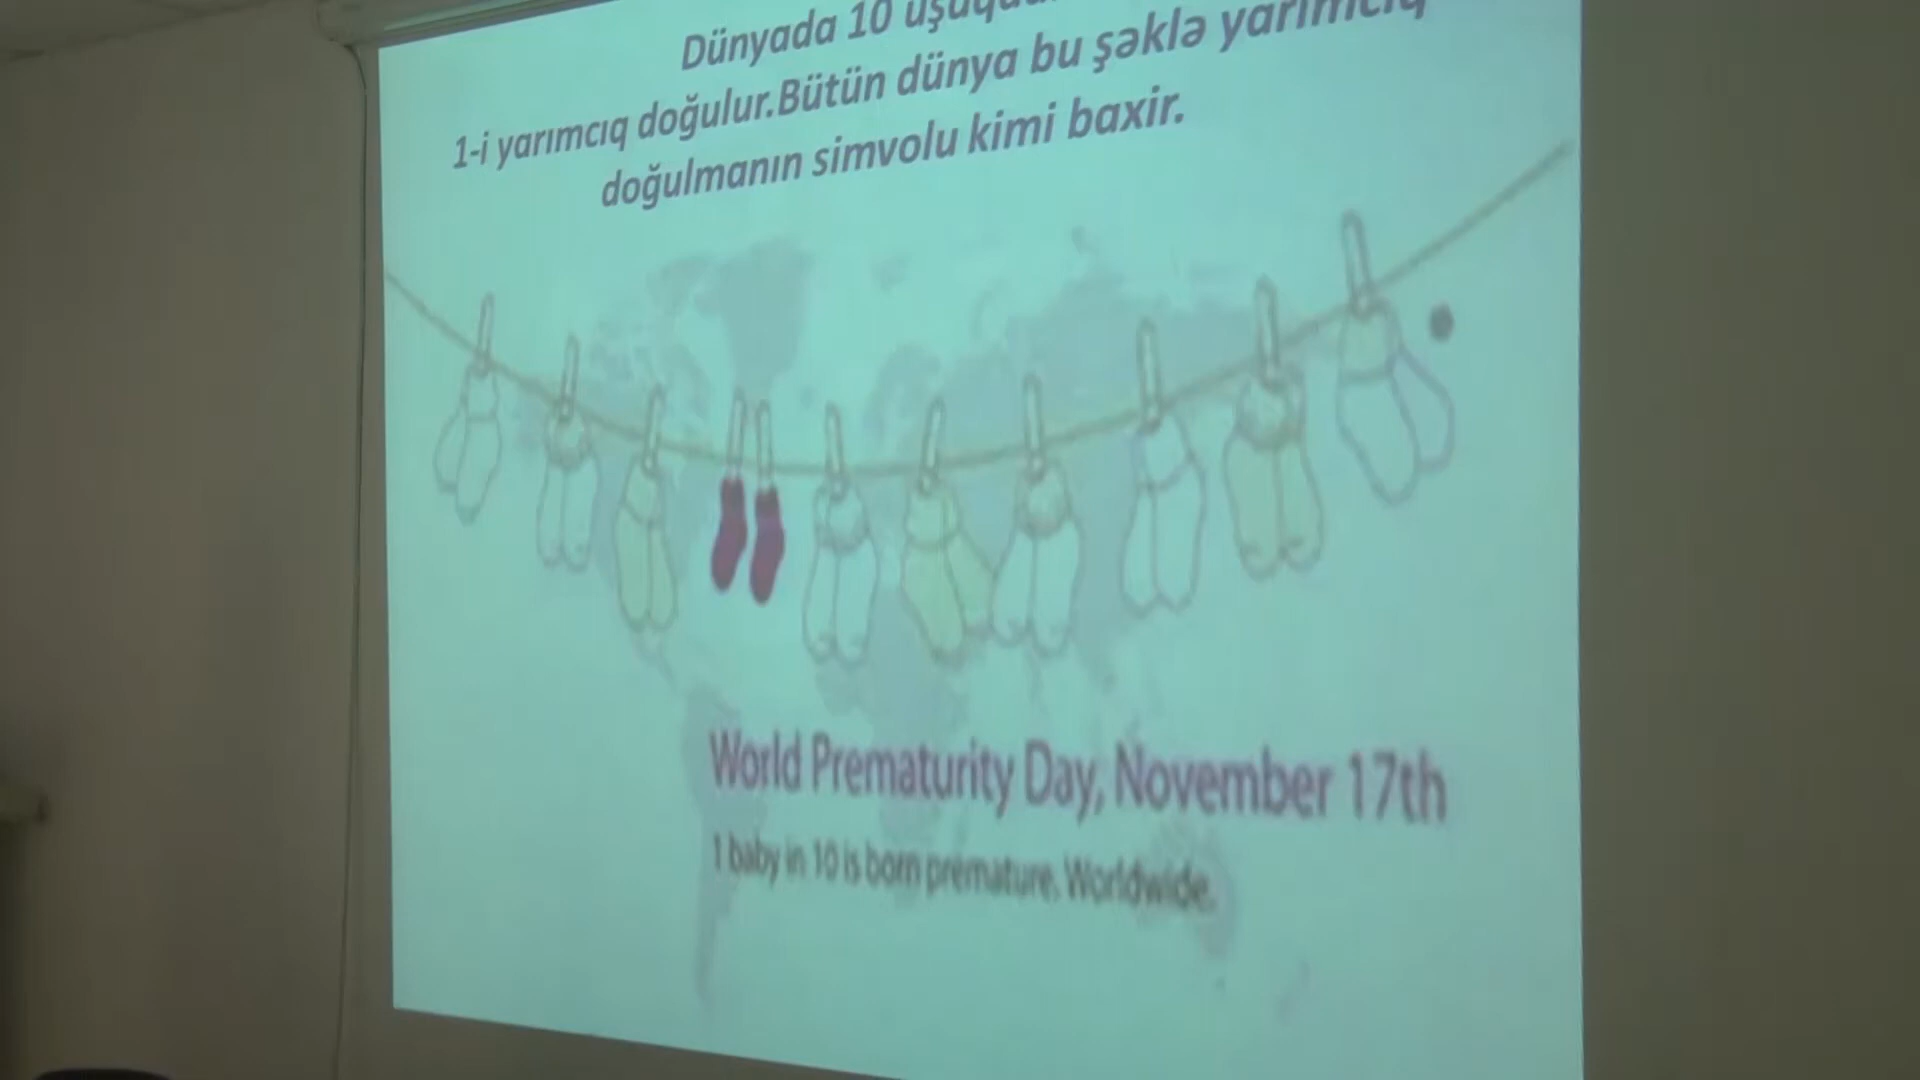 Dünyada 10
1-i yarımcıq doğulur.Bütün dünya bu şəklə yarımcıq
doğulmanın simvolu kimi baxir.
World Prematurity Day, November 17th
1 baby in 10 is born premature. Worldwide.